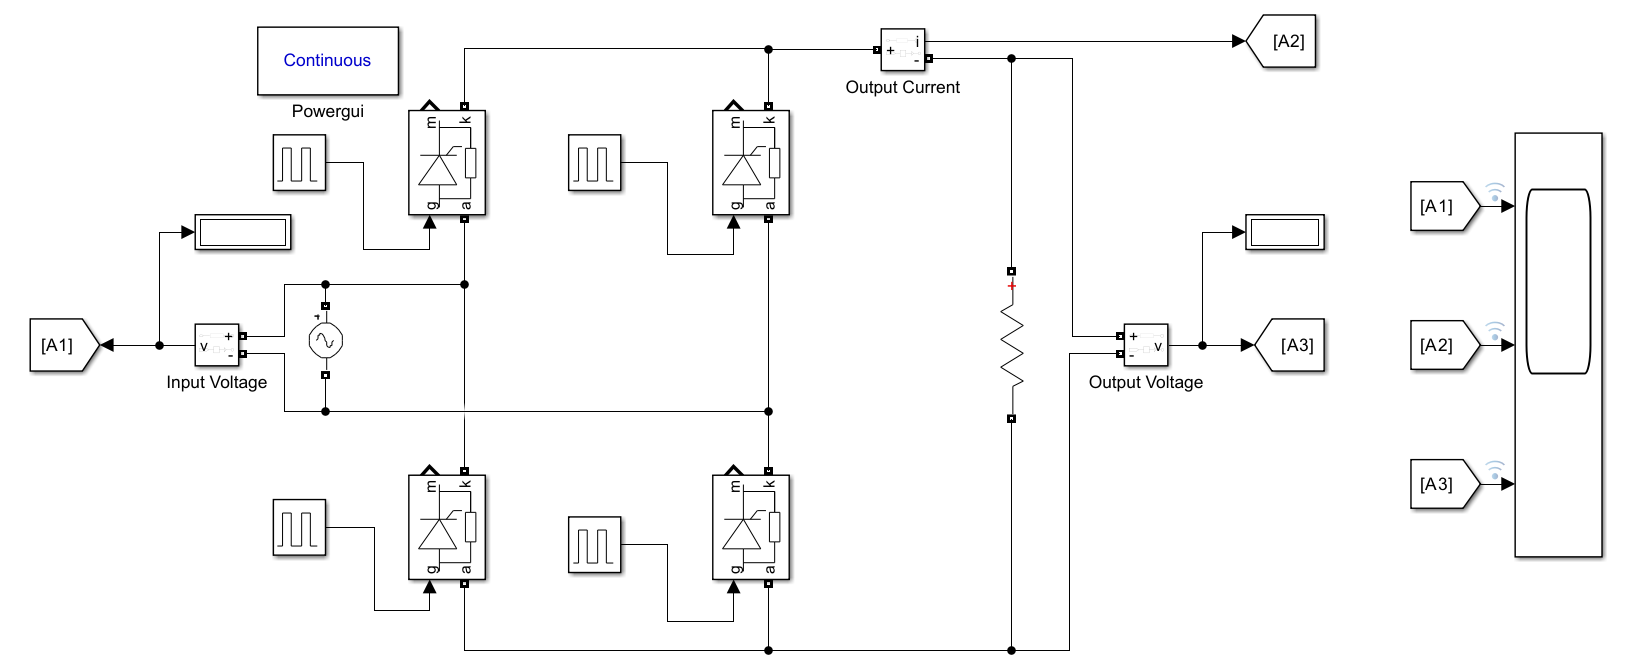 Continuous
Powergui
i
+
-
Output Current
[A2]
m
k
g
a
m
k
g
a
[A1]
v
+
-
Input Voltage
+
+
+
-
v
Output Voltage
[A3]
m
k
g
a
m
k
g
a
[A1]
[A2]
[A3]